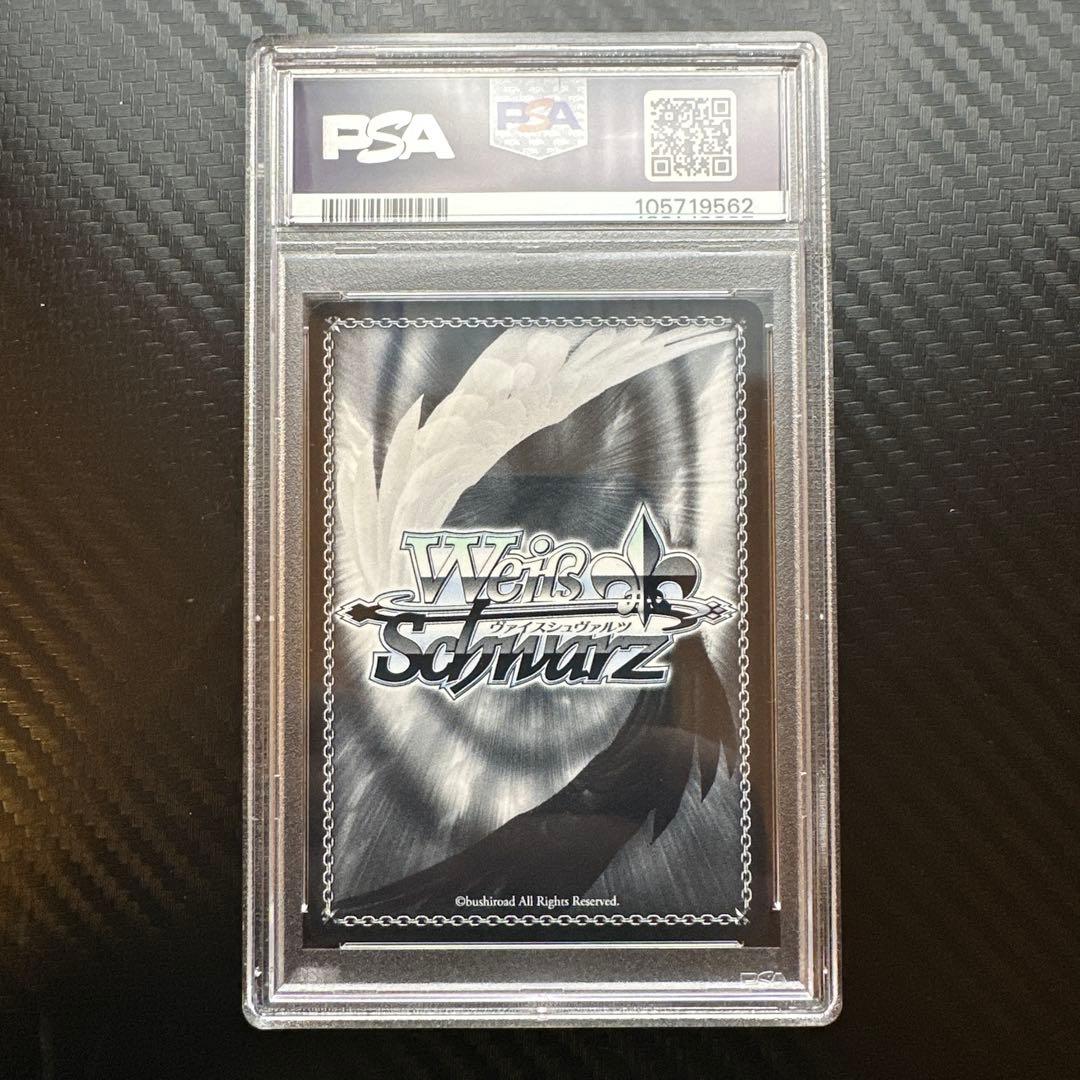 PSA
PSA
105719562
Weiß
ヴァイスシュヴァルツ
Schwarz
©bushiroad All Rights Reserved.
PSA